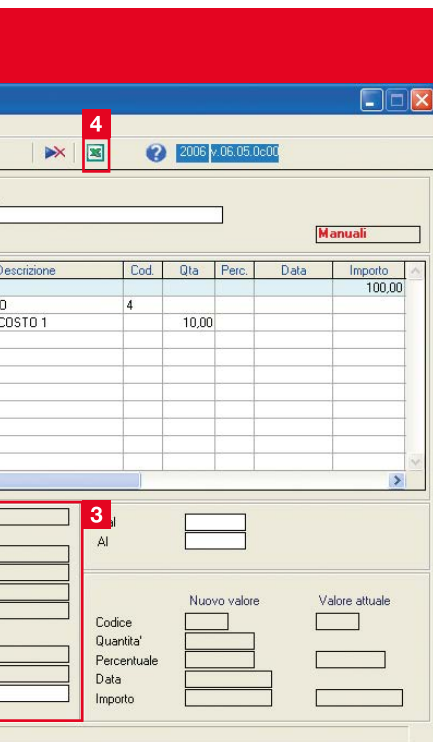 4
2006 v.06.05.0c00
Manuali
Descrizione Cod. Qta Perc. Data Importo
100,00
O 4
COSTO 1 10,00
3
Al
Nuovo valore Valore attuale
Codice
Quantita'
Percentuale
Data
Importo